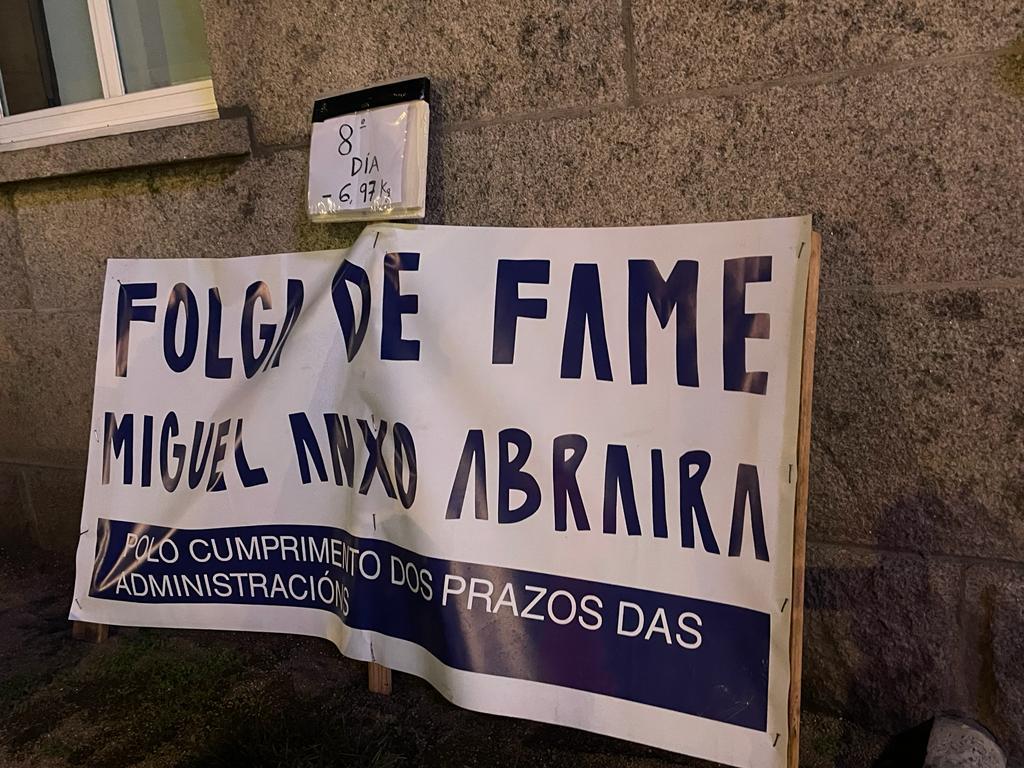 8º
DÍA
- 6,97 Kg
FOLGA DE FAME
MIGUEL ANXO ABRAIRA
POLO CUMPRIMENTO DOS PRAZOS DAS
ADMINISTRACIÓNS